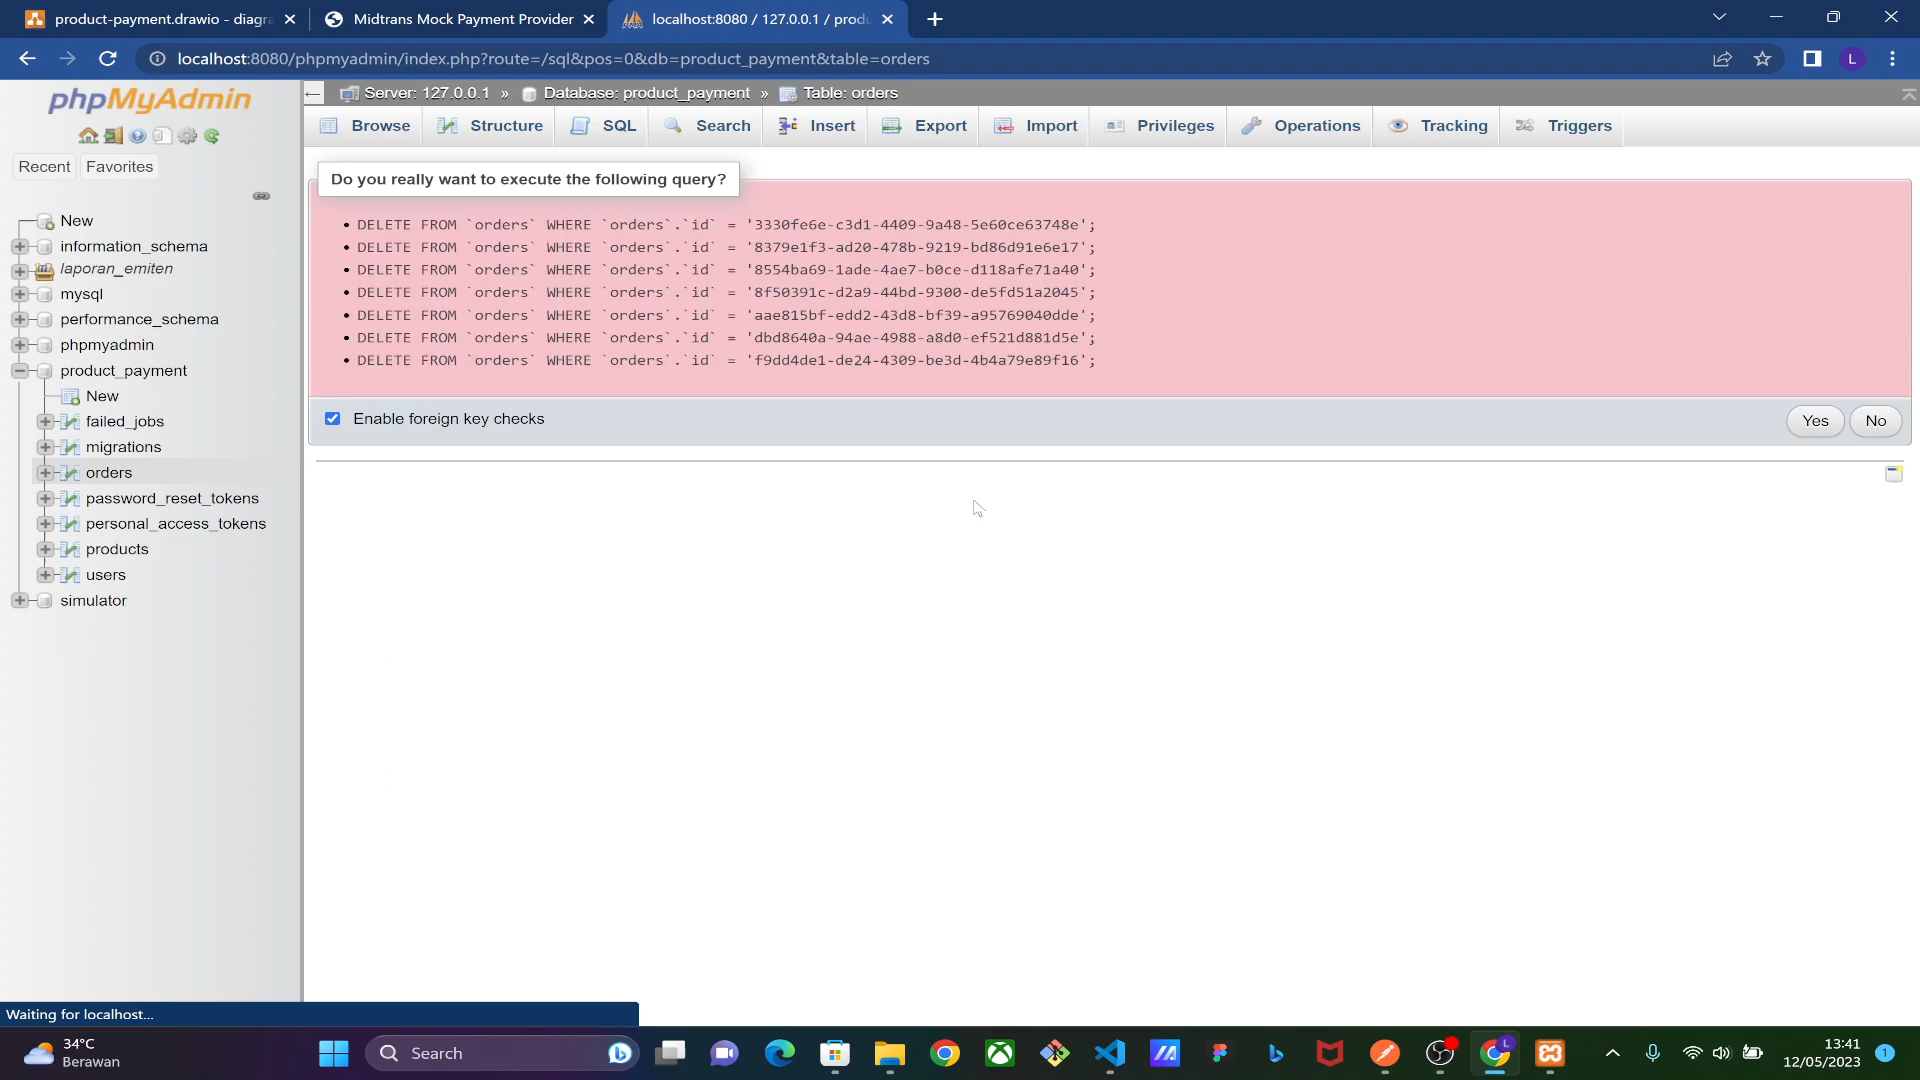 product-payment.drawio - diagra
Midtrans Mock Payment Provider
localhost:8080 / 127.0.0.1 / produ
localhost:8080/phpmyadmin/index.php?route=/sql&pos=0&db=product_payment&table=orders
L
phpMyAdmin
Recent
Favorites
New
information_schema
laporan_emiten
mysql
performance_schema
phpmyadmin
product_payment
New
failed_jobs
migrations
orders
password_reset_tokens
personal_access_tokens
products
users
simulator
Server: 127.0.0.1 » Database: product_payment » Table: orders
Browse Structure SQL Search Insert Export Import Privileges Operations Tracking Triggers
Do you really want to execute the following query?
• DELETE FROM `orders` WHERE `orders`.`id` = '3330fe6e-c3d1-4409-9a48-5e60ce63748e';
• DELETE FROM `orders` WHERE `orders`.`id` = '8379e1f3-ad20-478b-9219-bd86d91e6e17';
• DELETE FROM `orders` WHERE `orders`.`id` = '8554ba69-1ade-4ae7-b0ce-d118afe71a40';
• DELETE FROM `orders` WHERE `orders`.`id` = '8f50391c-d2a9-44bd-9300-de5fd51a2045';
• DELETE FROM `orders` WHERE `orders`.`id` = 'aae815bf-edd2-43d8-bf39-a95769040dde';
• DELETE FROM `orders` WHERE `orders`.`id` = 'dbd8640a-94ae-4988-a8d0-ef521d881d5e';
• DELETE FROM `orders` WHERE `orders`.`id` = 'f9dd4de1-de24-4309-be3d-4b4a79e89f16';
Enable foreign key checks
Yes No
Waiting for localhost...
34°C
Berawan
Search
L
13:41
12/05/2023
1